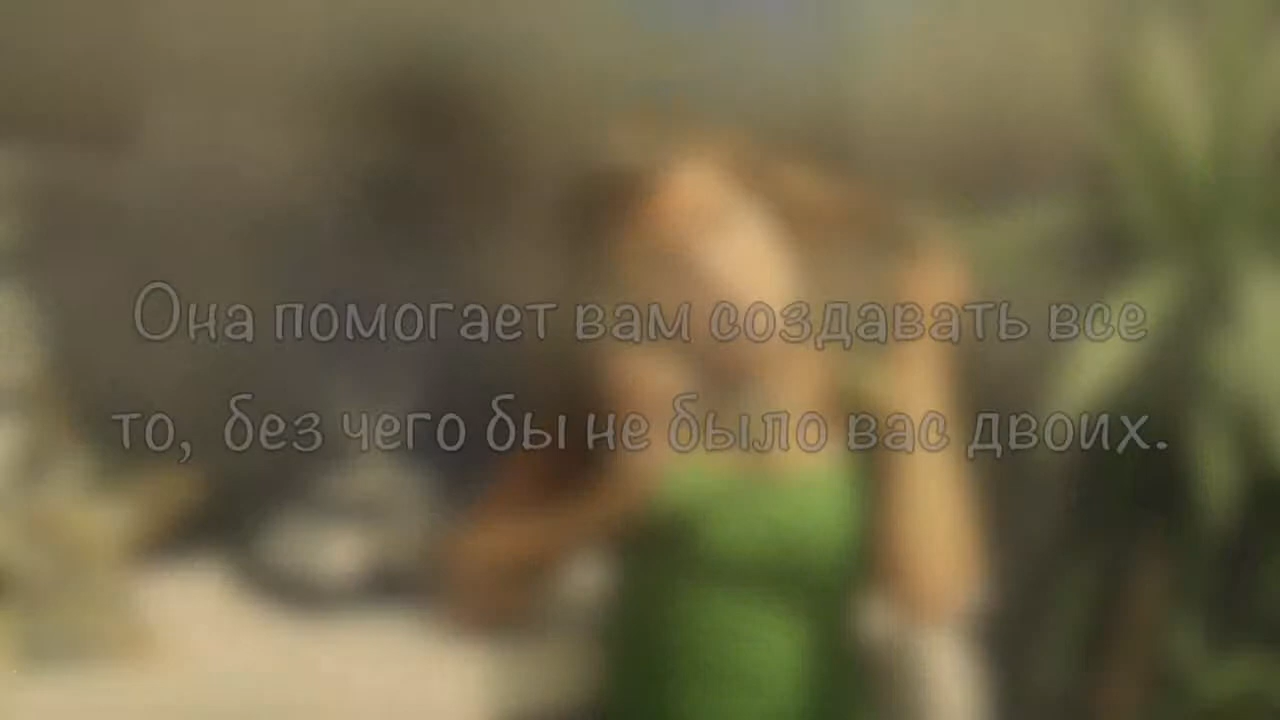 Она помогает вам создавать все
то, без чего бы не было вас двоих.